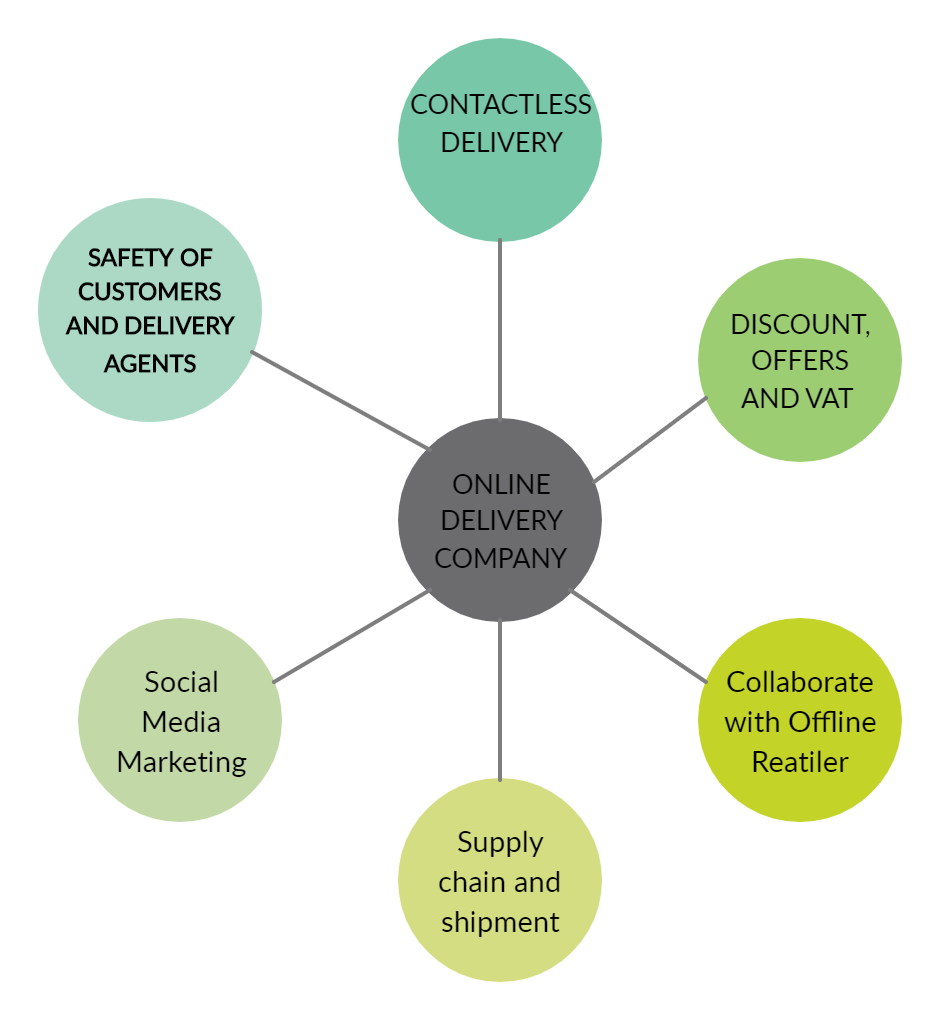 CONTACTLESS
DELIVERY
SAFETY OF
CUSTOMERS
AND DELIVERY
AGENTS
DISCOUNT,
OFFERS
AND VAT
ONLINE
DELIVERY
COMPANY
Social
Media
Marketing
Collaborate
with Offline
Reatiler
Supply
chain and
shipment